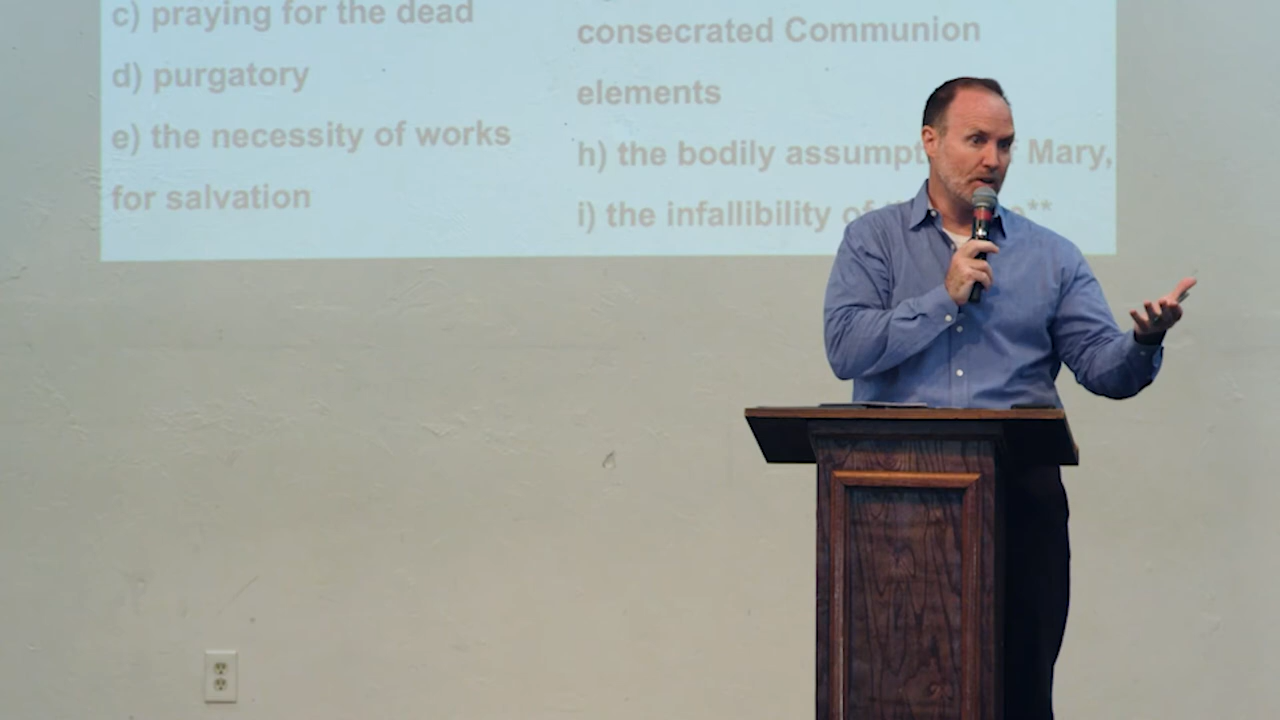 c) praying for the dead
d) purgatory
e) the necessity of works
for salvation
consecrated Communion
elements
h) the bodily Mary,
i) the infallibility of